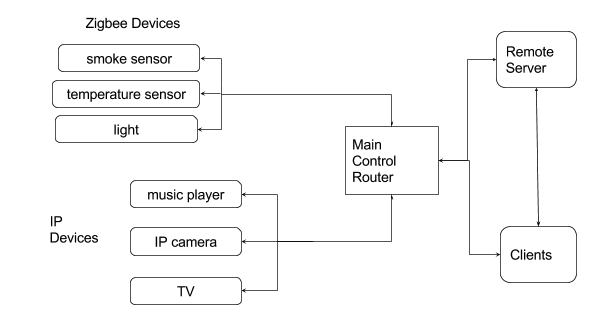 Zigbee Devices
smoke sensor
temperature sensor
light
Main
Control
Router
Remote
Server
music player
IP
Devices
IP camera
TV
Clients